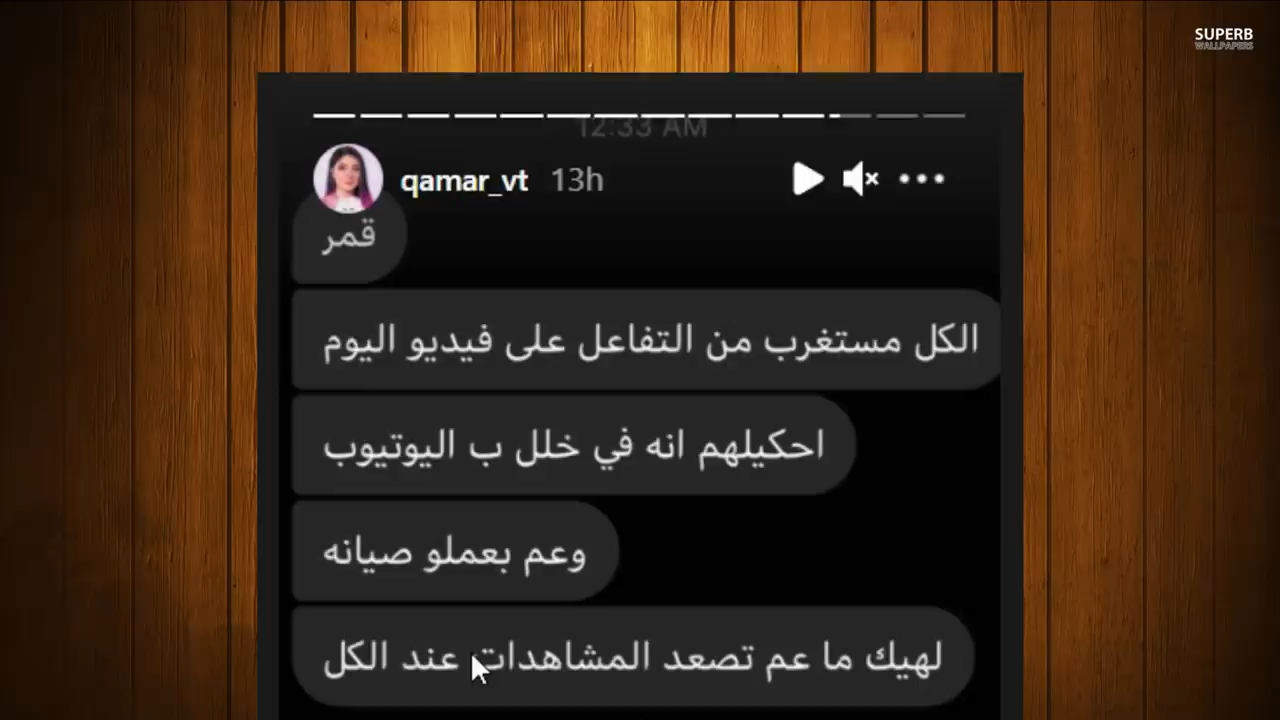 SUPERB
WALLPAPERS
12:33 AM
qamar_vt 13h
قمر
الكل مستغرب من التفاعل على فيديو اليوم
احكيلهم انه في خلل ب اليوتيوب
وعم بعملو صيانه
لهيك ما عم تصعد المشاهدات عند الكل